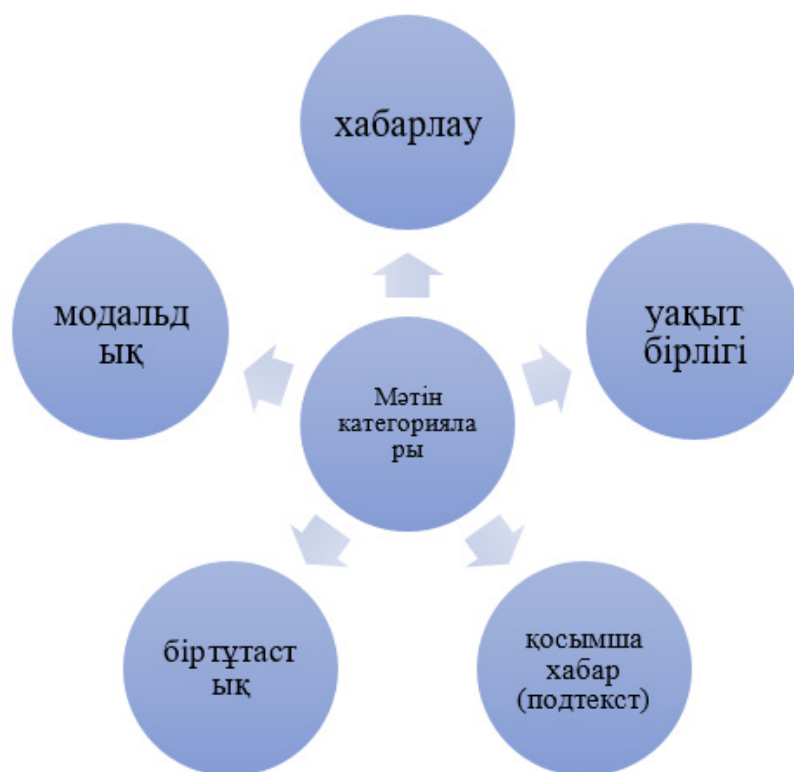 хабарлау
модальд
ық
уақыт
бірлігі
Мәтін
категорияла
ры
біртұтаст
ық
қосымша
хабар
(подтекст)